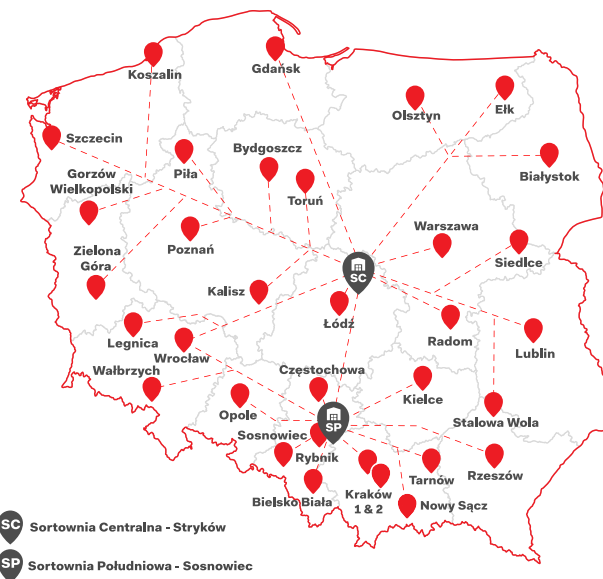 Koszalin
Gdańsk
Olsztyn
Ełk
Szczecin
Bydgoszcz
Gorzów
Wielkopolski
Piła
Toruń
Białystok
Warszawa
Zielona
Góra
Poznań
Siedlce
SC
Kalisz
Łódź
Radom
Legnica
Wrocław
Lublin
Wałbrzych
Częstochowa
Kielce
Opole
Stalowa Wola
SP
Sosnowiec
Rybnik
Tarnów
Rzeszów
Bielsko Biała
Kraków
1 & 2
Nowy Sącz
SC Sortownia Centralna - Stryków
SP Sortownia Południowa - Sosnowiec